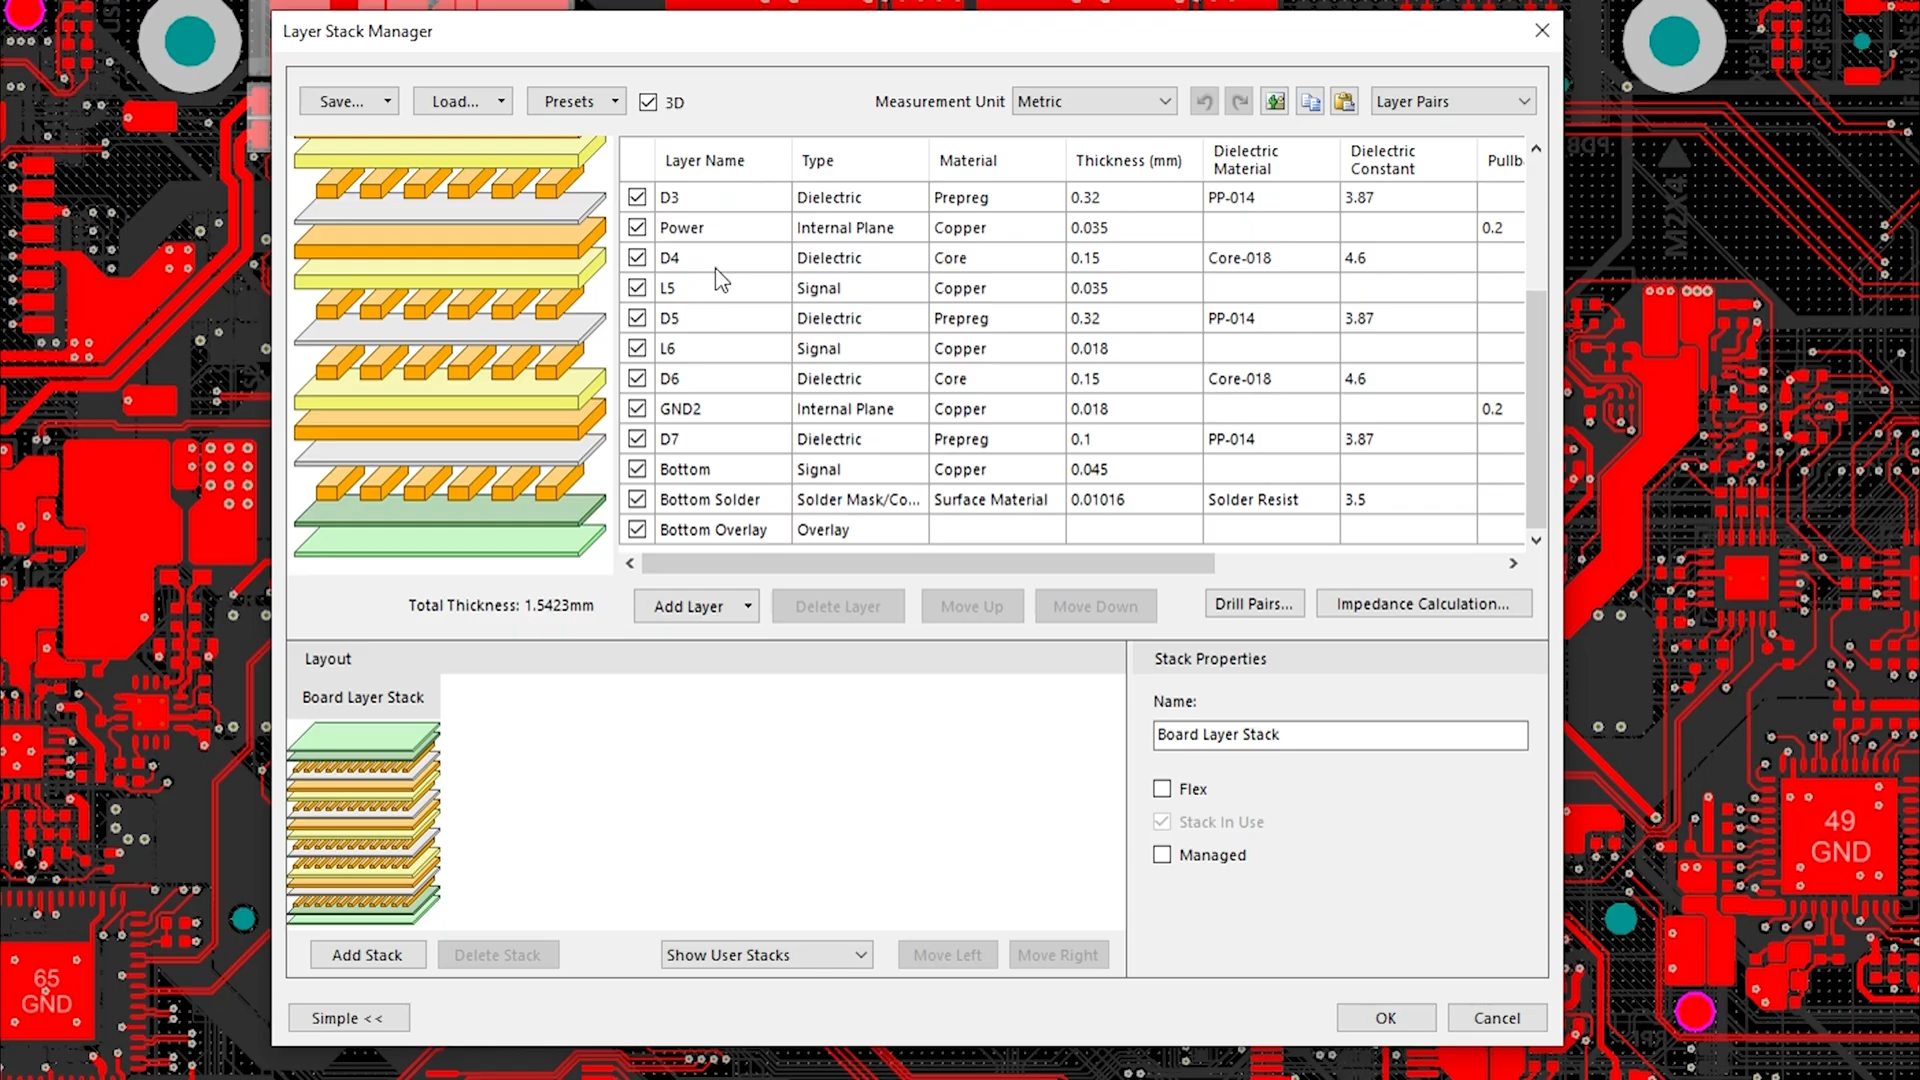 Layer Stack Manager
Save...
Load...
Presets
3D
Measurement Unit
Metric
Layer Pairs
Layer Name Type Material Thickness (mm) Dielectric Material Dielectric Constant Pullb
D3 Dielectric Prepreg 0.32 PP-014 3.87
Power Internal Plane Copper 0.035 0.2
D4 Dielectric Core 0.15 Core-018 4.6
L5 Signal Copper 0.035
D5 Dielectric Prepreg 0.32 PP-014 3.87
L6 Signal Copper 0.018
D6 Dielectric Core 0.15 Core-018 4.6
GND2 Internal Plane Copper 0.018 0.2
D7 Dielectric Prepreg 0.1 PP-014 3.87
Bottom Signal Copper 0.045
Bottom Solder Solder Mask/Co... Surface Material 0.01016 Solder Resist 3.5
Bottom Overlay Overlay
Total Thickness: 1.5423mm
Add Layer
Delete Layer
Move Up
Move Down
Drill Pairs...
Impedance Calculation...
Layout
Board Layer Stack
Stack Properties
Name:
Board Layer Stack
Flex
Stack In Use
Managed
Add Stack
Delete Stack
Show User Stacks
Move Left
Move Right
Simple <<
OK
Cancel
65
GND
49
GND
M2X4